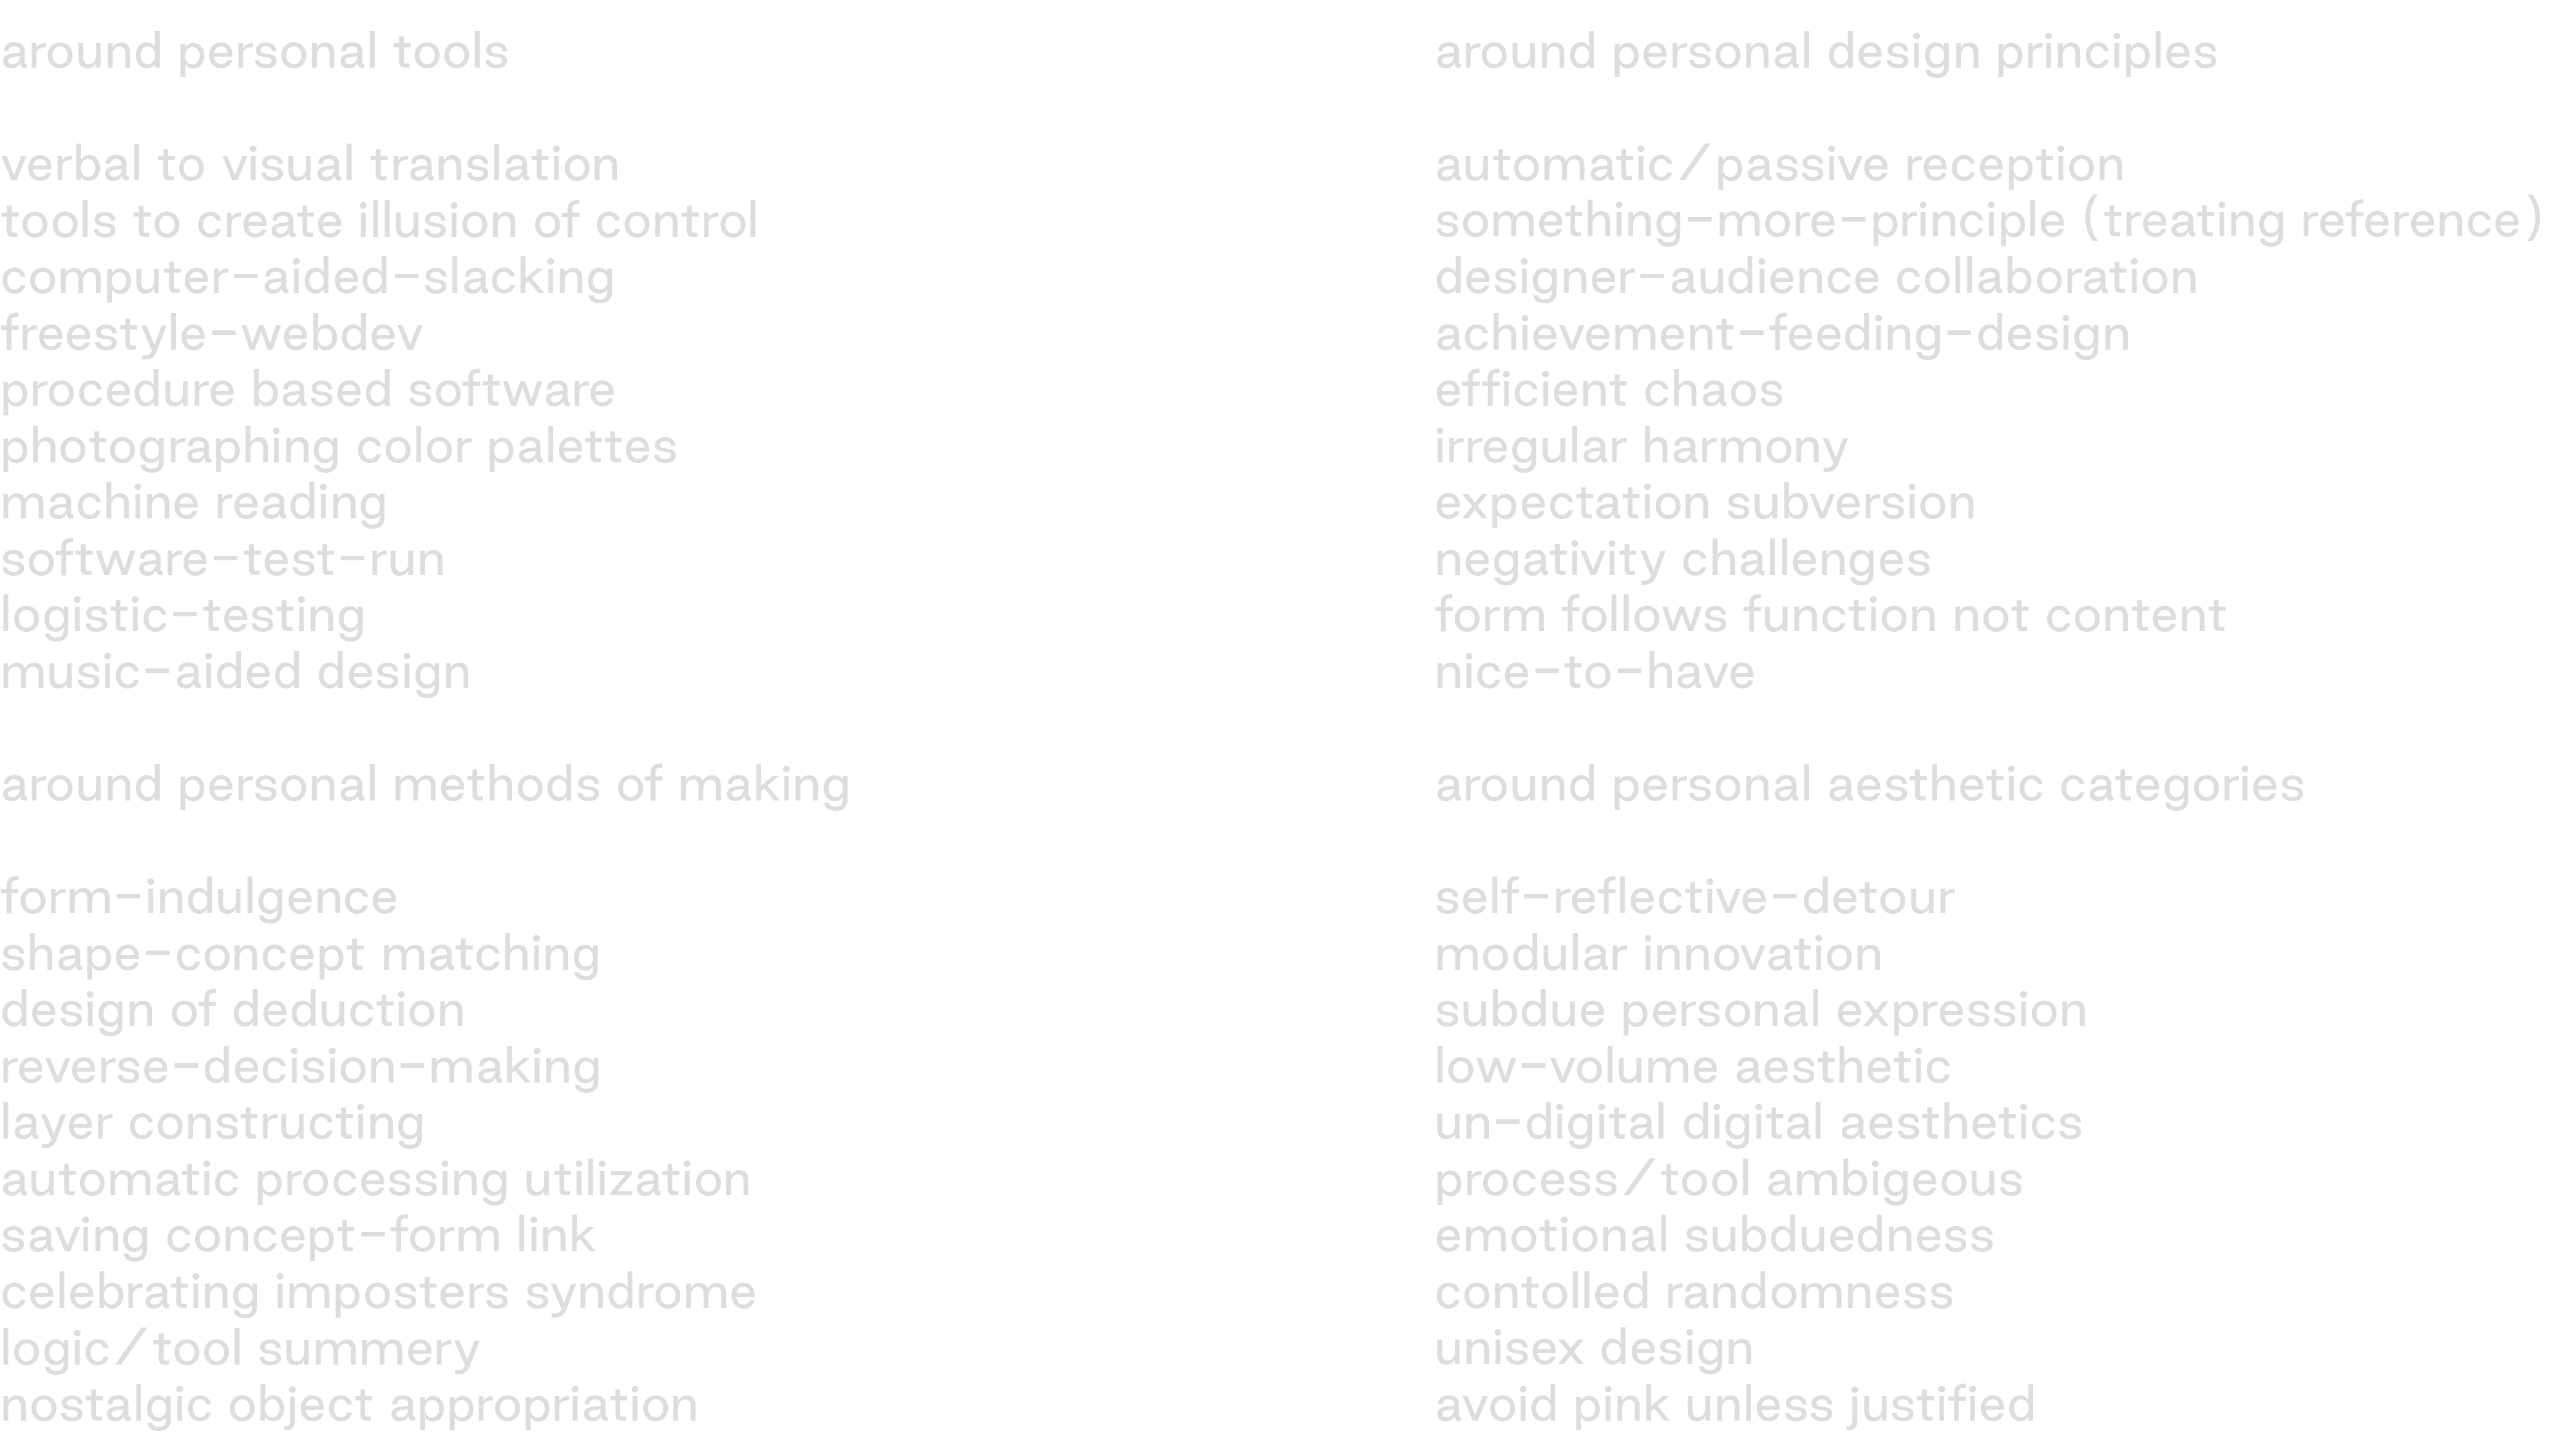 around personal tools
verbal to visual translation
tools to create illusion of control
computer-aided-slacking
freestyle-webdev
procedure based software
photographing color palettes
machine reading
software-test-run
logistic-testing
music-aided design
around personal methods of making
form-indulgence
shape-concept matching
design of deduction
reverse-decision-making
layer constructing
automatic processing utilization
saving concept-form link
celebrating imposters syndrome
logic/tool summery
nostalgic object appropriation
around personal design principles
automatic/passive reception
something-more-principle (treating reference)
designer-audience collaboration
achievement-feeding-design
efficient chaos
irregular harmony
expectation subversion
negativity challenges
form follows function not content
nice-to-have
around personal aesthetic categories
self-reflective-detour
modular innovation
subdue personal expression
low-volume aesthetic
un-digital digital aesthetics
process/tool ambigeous
emotional subduedness
contolled randomness
unisex design
avoid pink unless justified